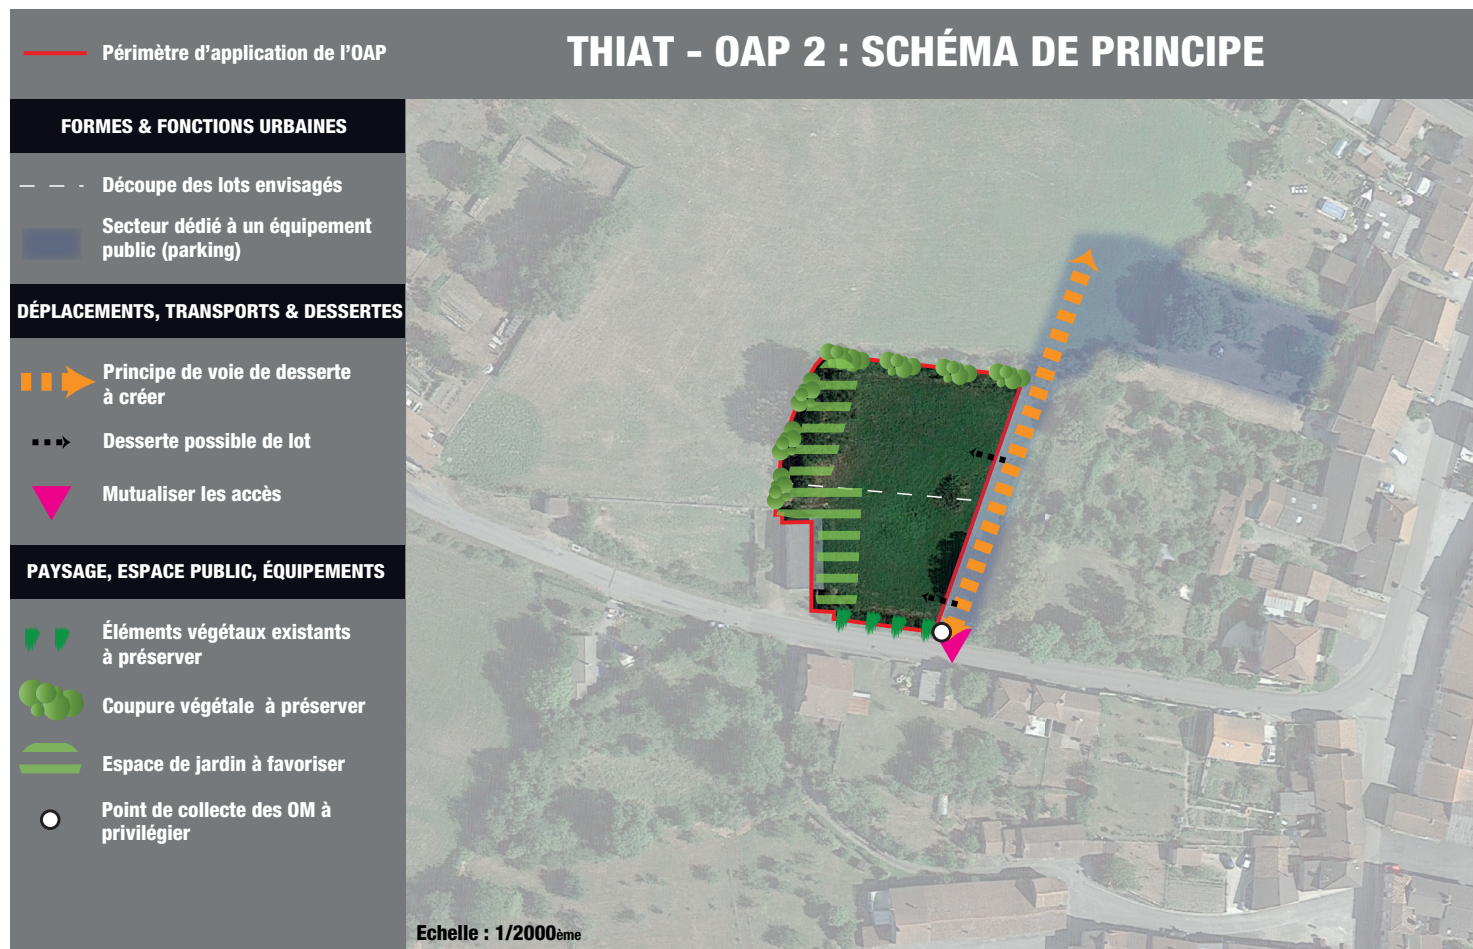 Périmètre d'application de l'OAP
THIAT - OAP 2 : SCHÉMA DE PRINCIPE
FORMES & FONCTIONS URBAINES
Découpe des lots envisagés
Secteur dédié à un équipement
public (parking)
DÉPLACEMENTS, TRANSPORTS & DESSERTES
Principe de voie de desserte
à créer
Desserte possible de lot
Mutualiser les accès
PAYSAGE, ESPACE PUBLIC, ÉQUIPEMENTS
Éléments végétaux existants
à préserver
Coupure végétale à préserver
Espace de jardin à favoriser
Point de collecte des OM à
privilégier
Echelle : 1/2000ème